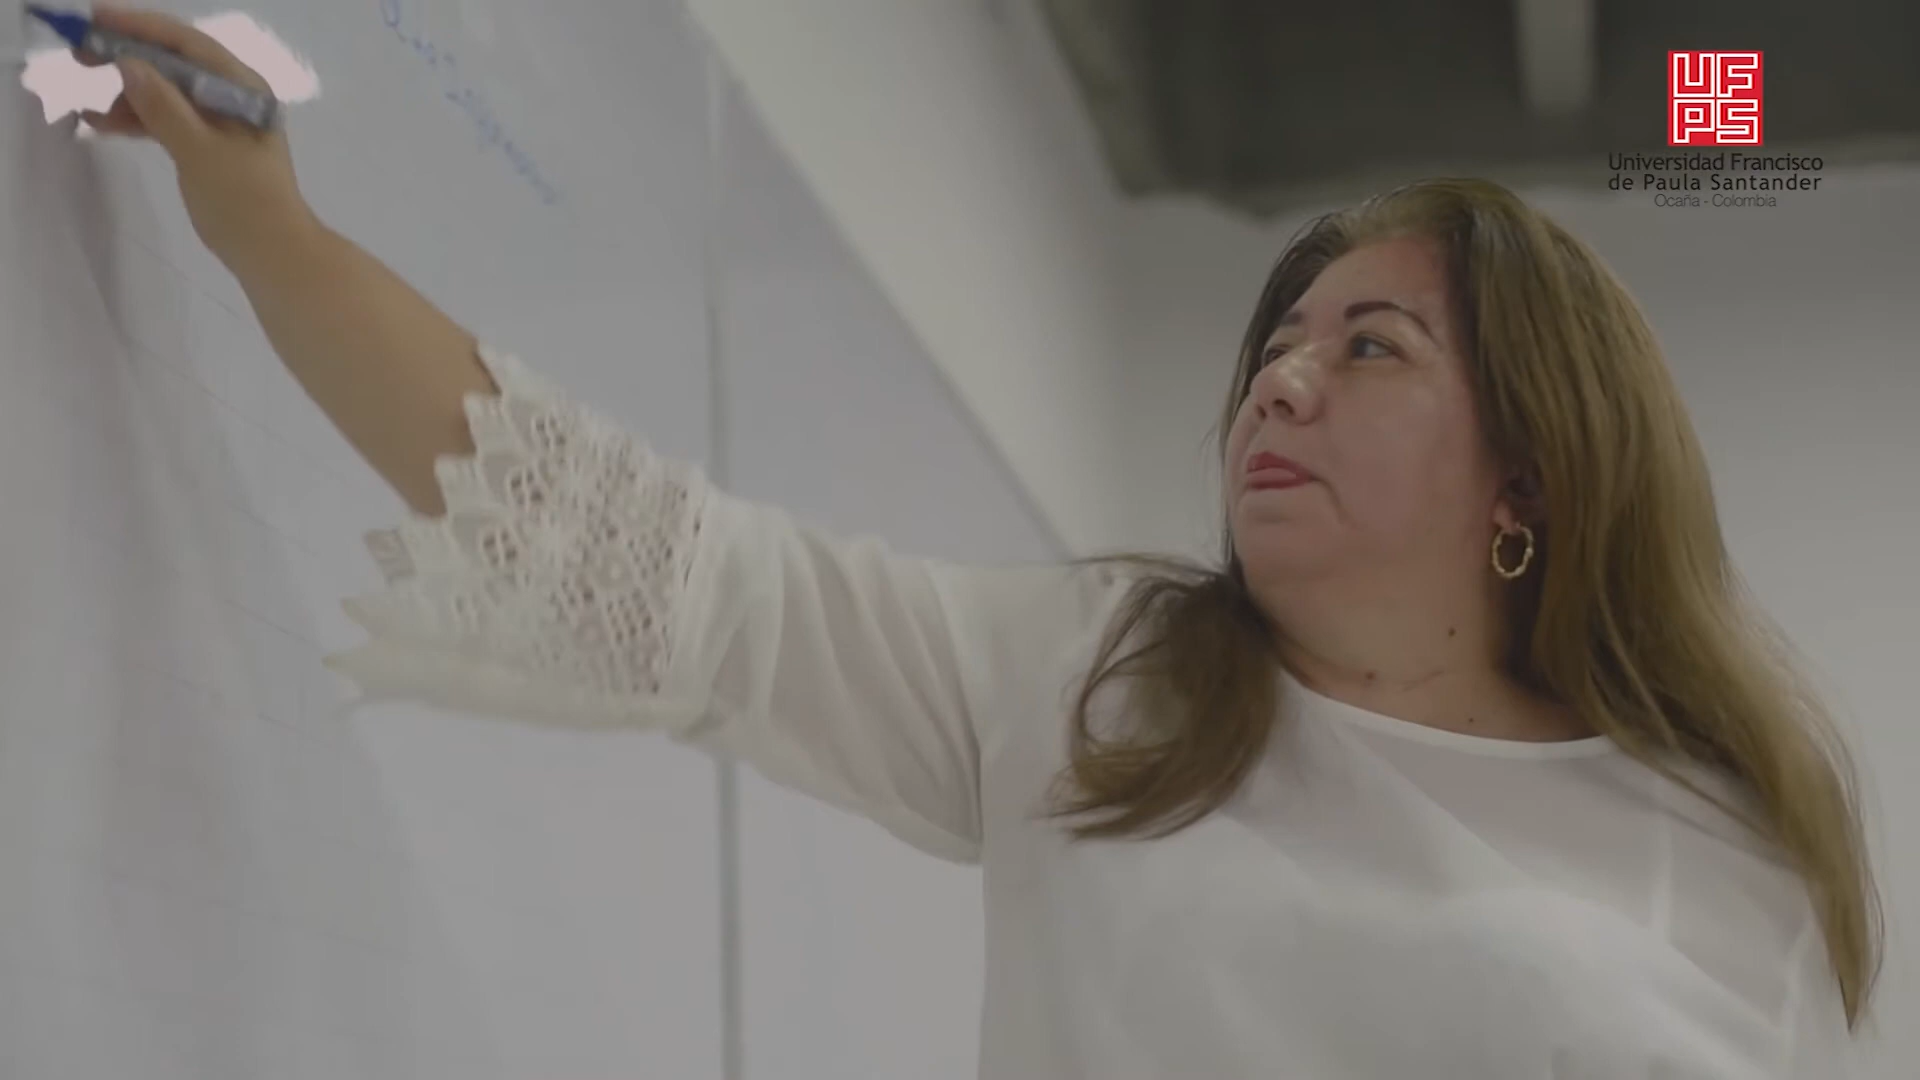 UF
PS
Universidad Francisco
de Paula Santander
Ocaña - Colombia